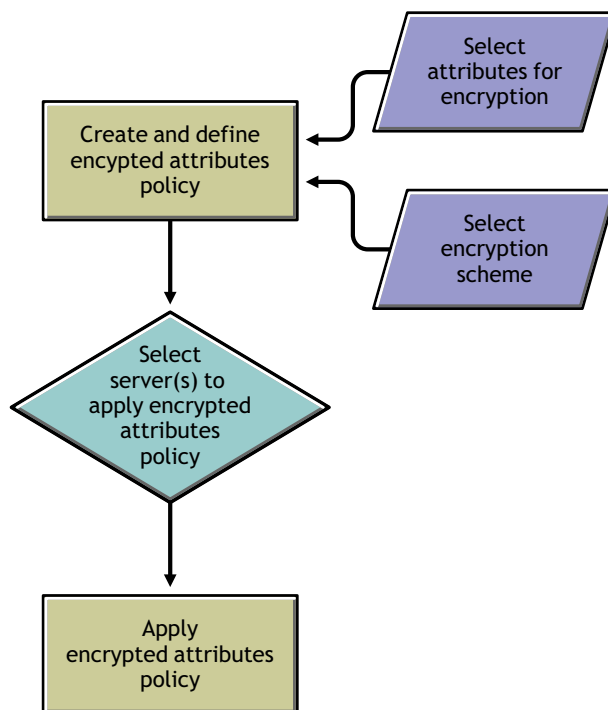 Select
attributes for
encryption
Create and define
encypted attributes
policy
Select
encryption
scheme
Select
server(s) to
apply encrypted
attributes
policy
Apply
encrypted attributes
policy